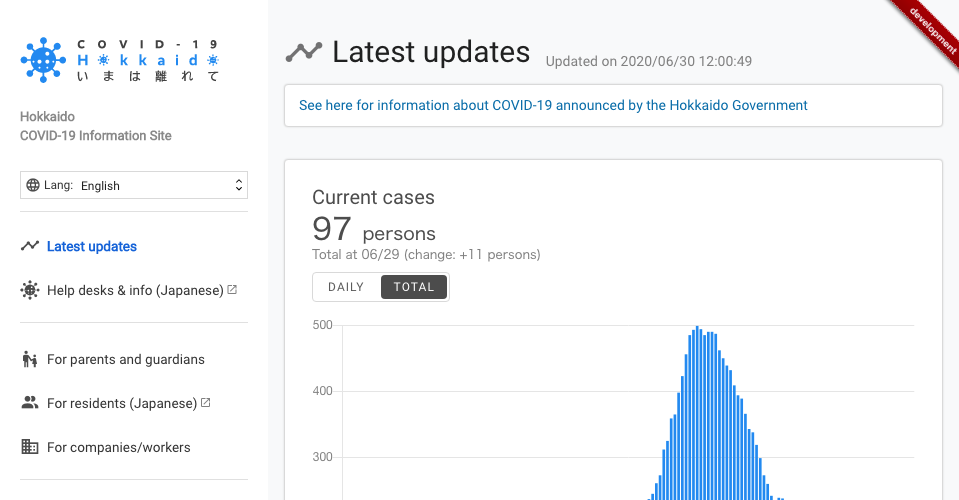 COVID-19
Hokkaido
いまは離れて
Hokkaido
COVID-19 Information Site
Lang: English
Latest updates
Help desks & info (Japanese)
For parents and guardians
For residents (Japanese)
For companies/workers
development
Latest updates
Updated on 2020/06/30 12:00:49
See here for information about COVID-19 announced by the Hokkaido Government
Current cases
97 persons
Total at 06/29 (change: +11 persons)
DAILY TOTAL
500
400
300